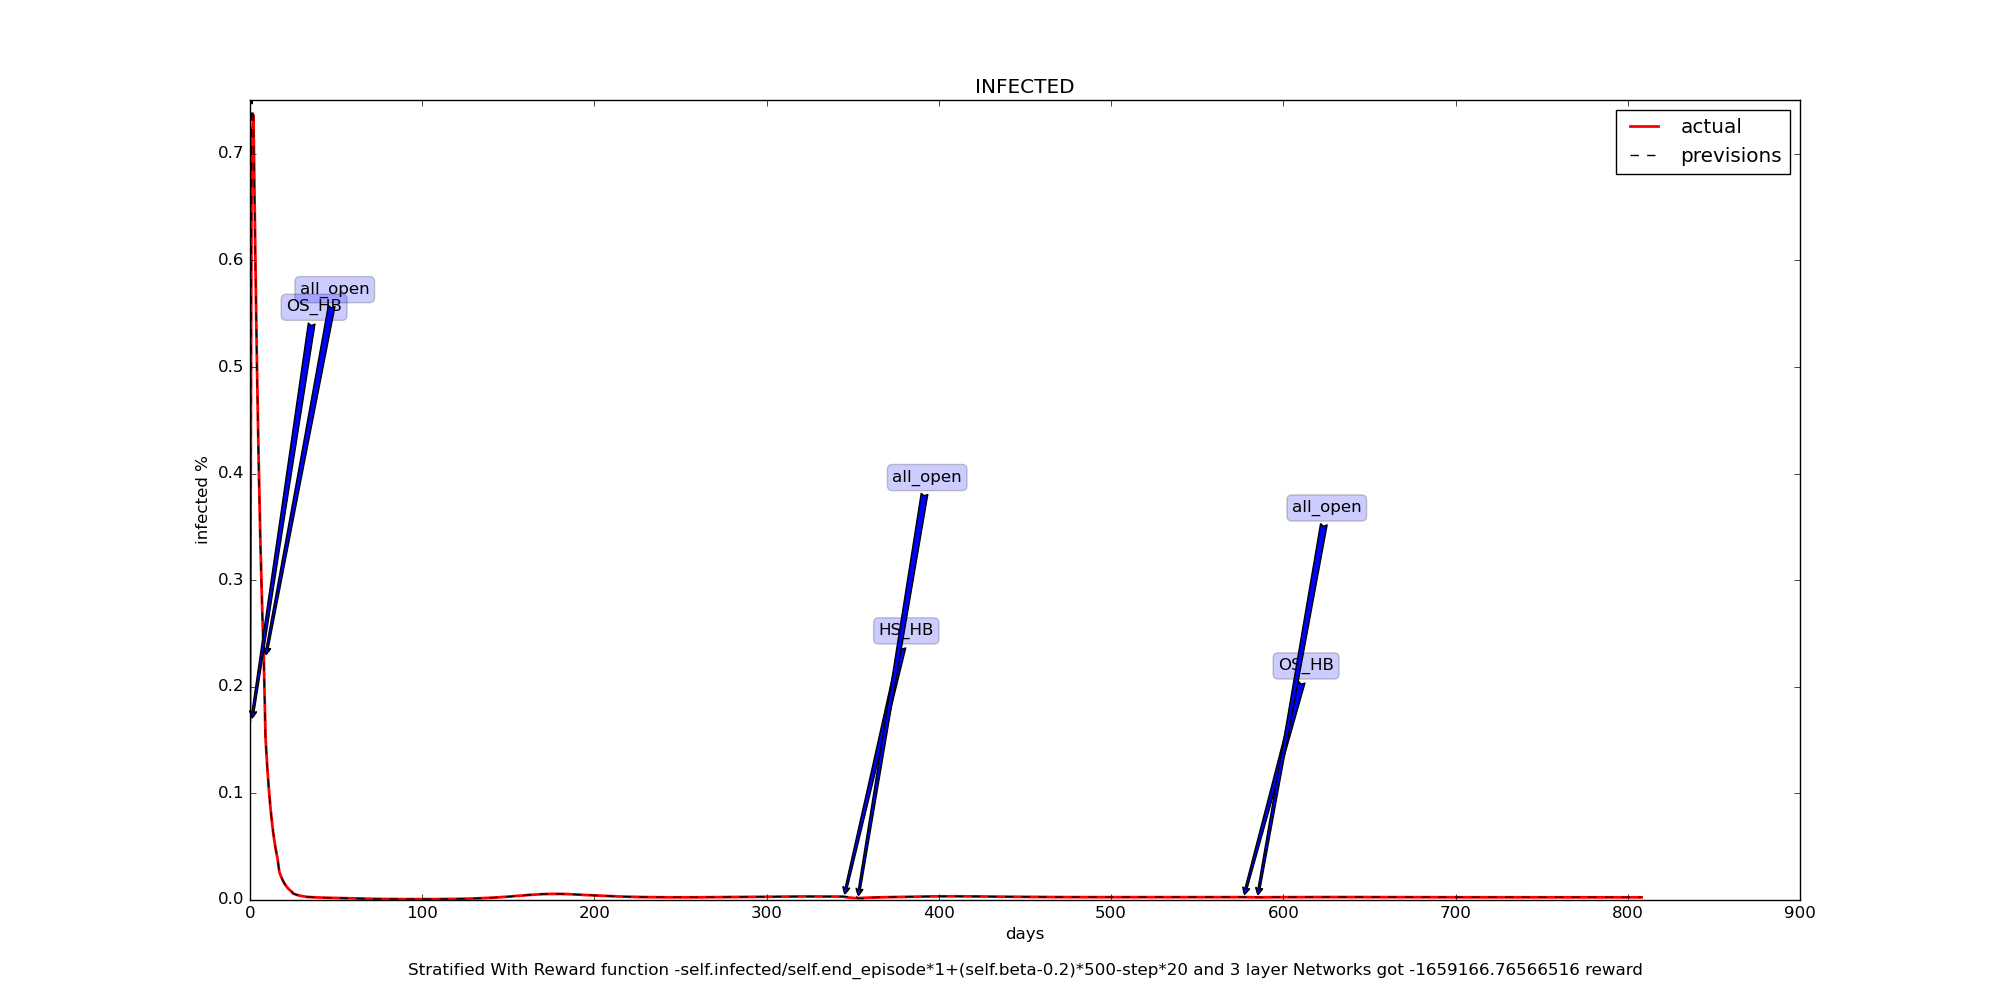 INFECTED
actual
previsions
0.7
0.6
0.5
0.4
0.3
0.2
0.1
0.0
infected %
all_open
OS_HB
all_open
HS_HB
all_open
OS_HB
0 100 200 300 400 500 600 700 800 900
days
Stratified With Reward function -self.infected/self.end_episode*1+(self.beta-0.2)*500-step*20 and 3 layer Networks got -1659166.76566516 reward